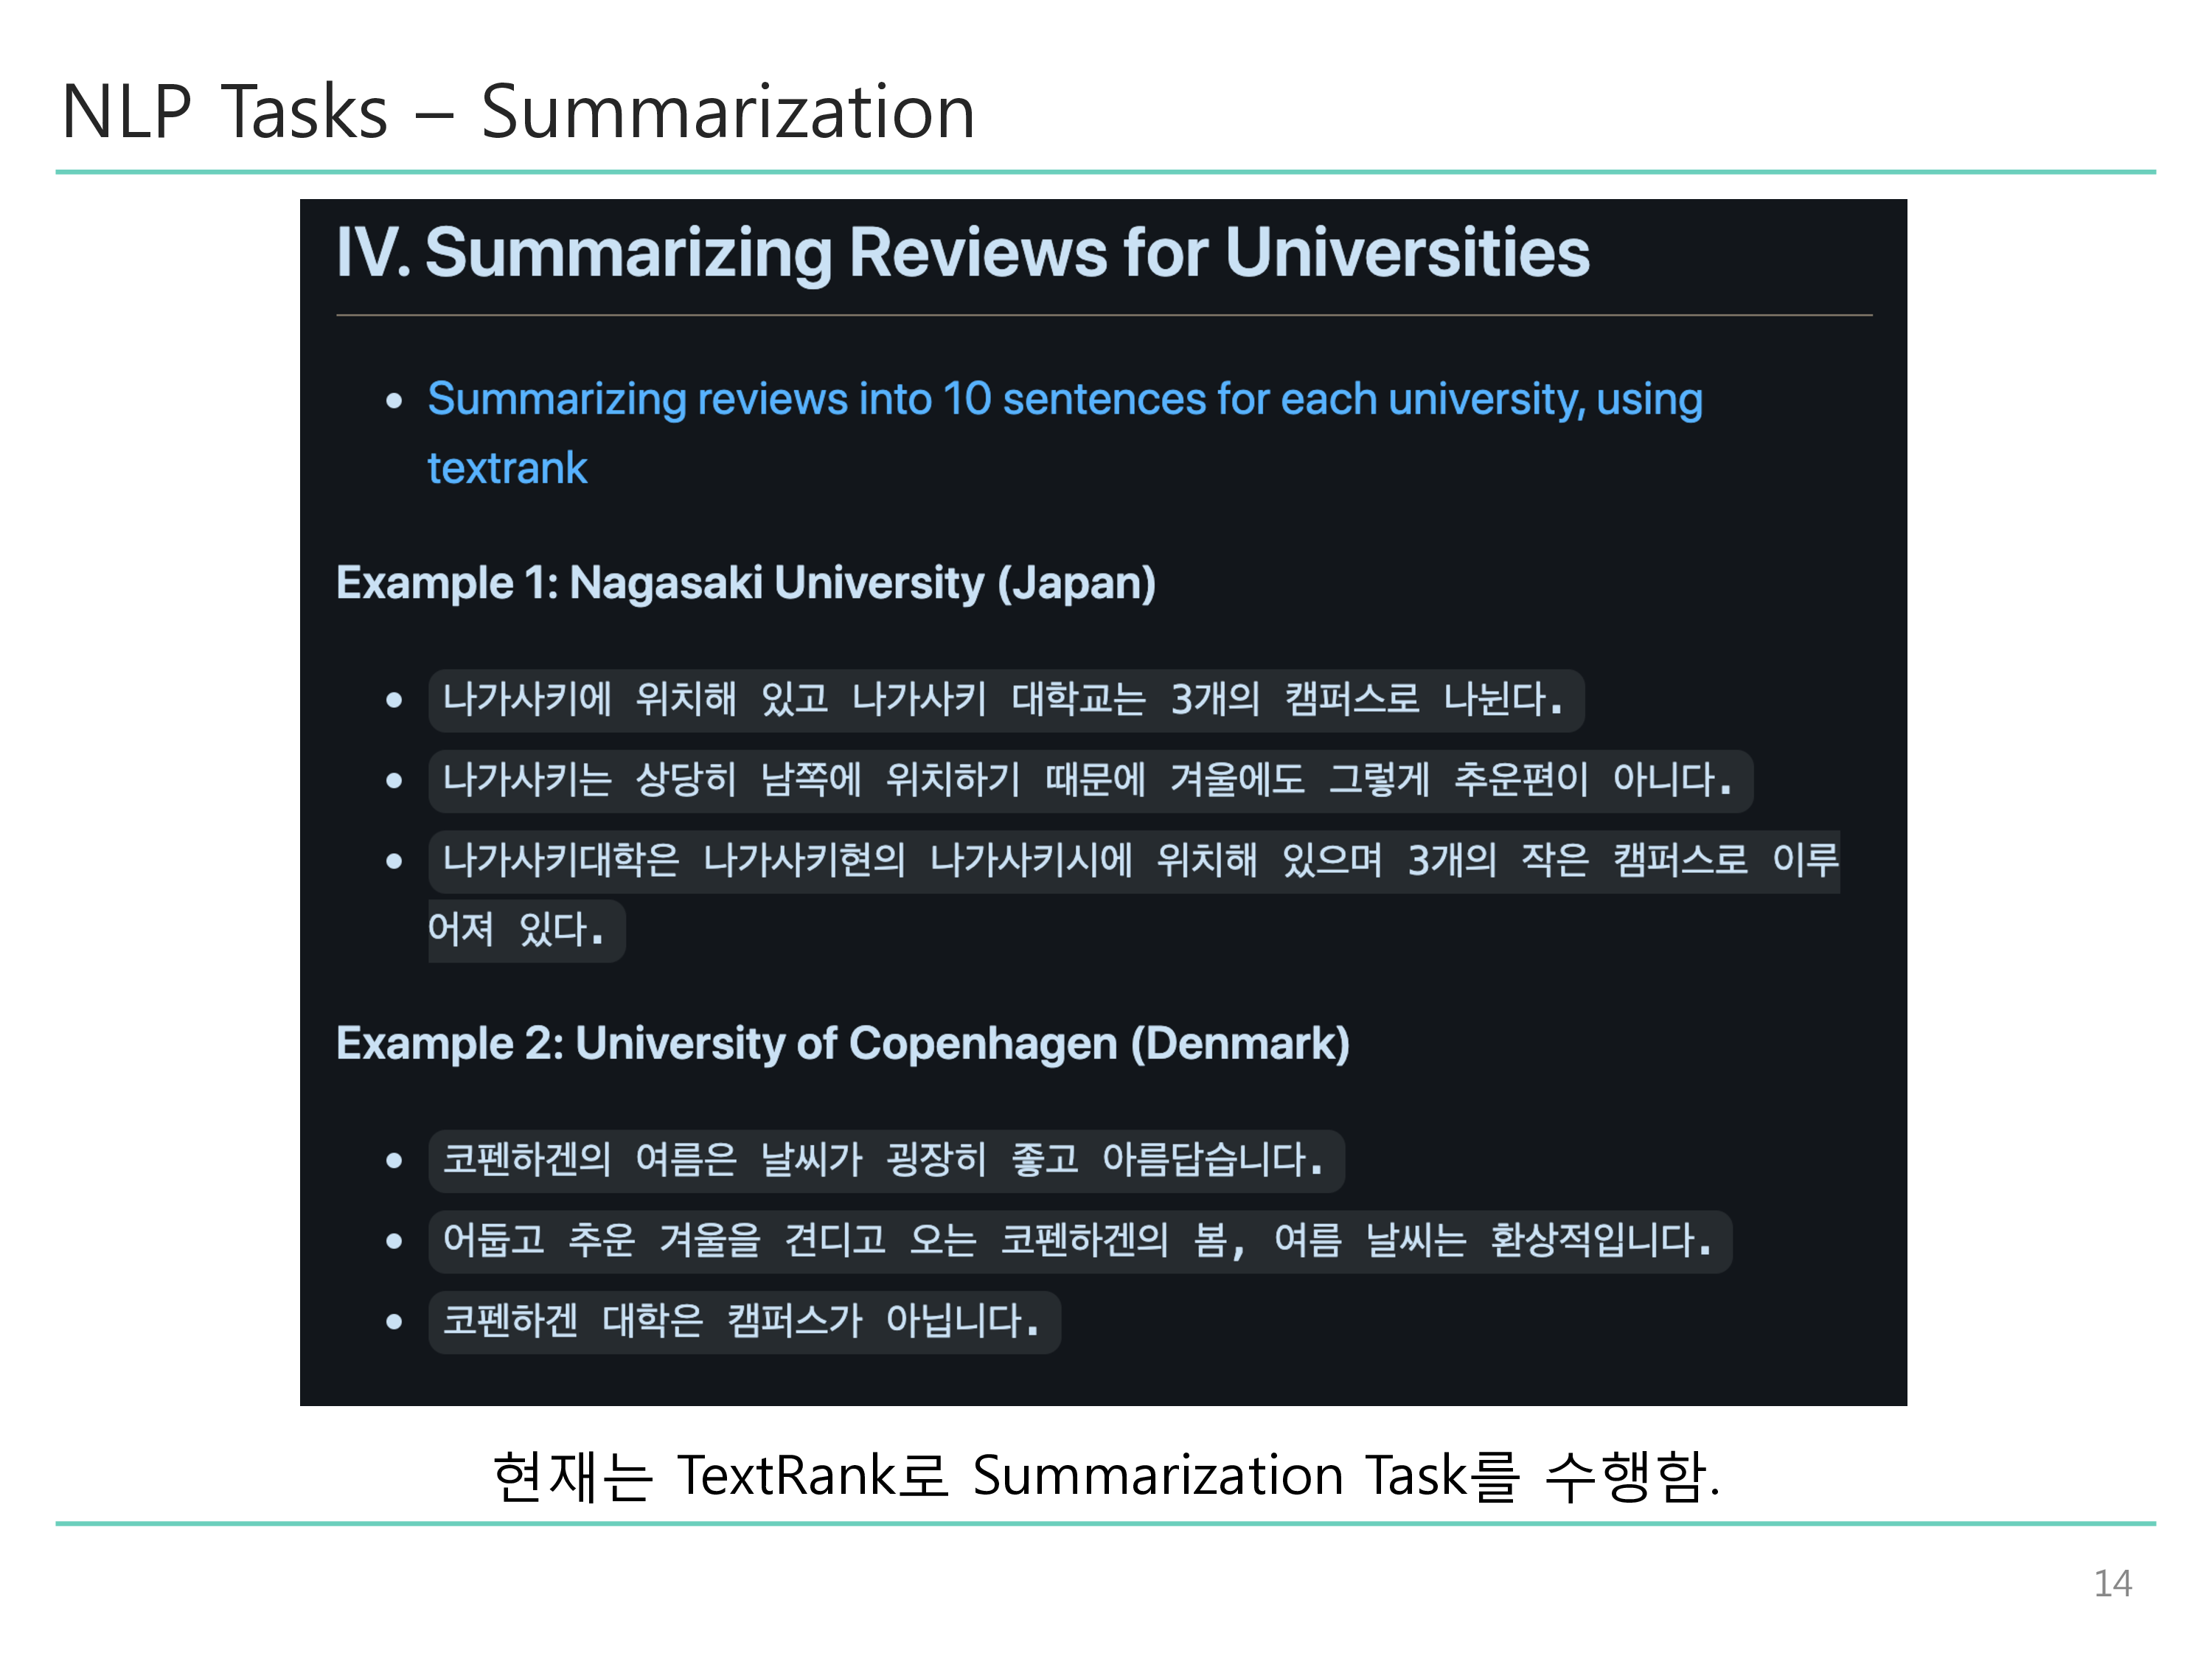 NLP Tasks – Summarization
IV. Summarizing Reviews for Universities
• Summarizing reviews into 10 sentences for each university, using
textrank
Example 1: Nagasaki University (Japan)
• 나가사키에 위치해 있고 나가사키 대학교는 3개의 캠퍼스로 나뉜다.
• 나가사키는 상당히 남쪽에 위치하기 때문에 겨울에도 그렇게 추운편이 아니다.
• 나가사키대학은 나가사키현의 나가사키시에 위치해 있으며 3개의 작은 캠퍼스로 이루
어져 있다.
Example 2: University of Copenhagen (Denmark)
• 코펜하겐의 여름은 날씨가 굉장히 좋고 아름답습니다.
• 어둡고 추운 겨울을 견디고 오는 코펜하겐의 봄, 여름 날씨는 환상적입니다.
• 코펜하겐 대학은 캠퍼스가 아닙니다.
현재는 TextRank로 Summarization Task를 수행함.
14